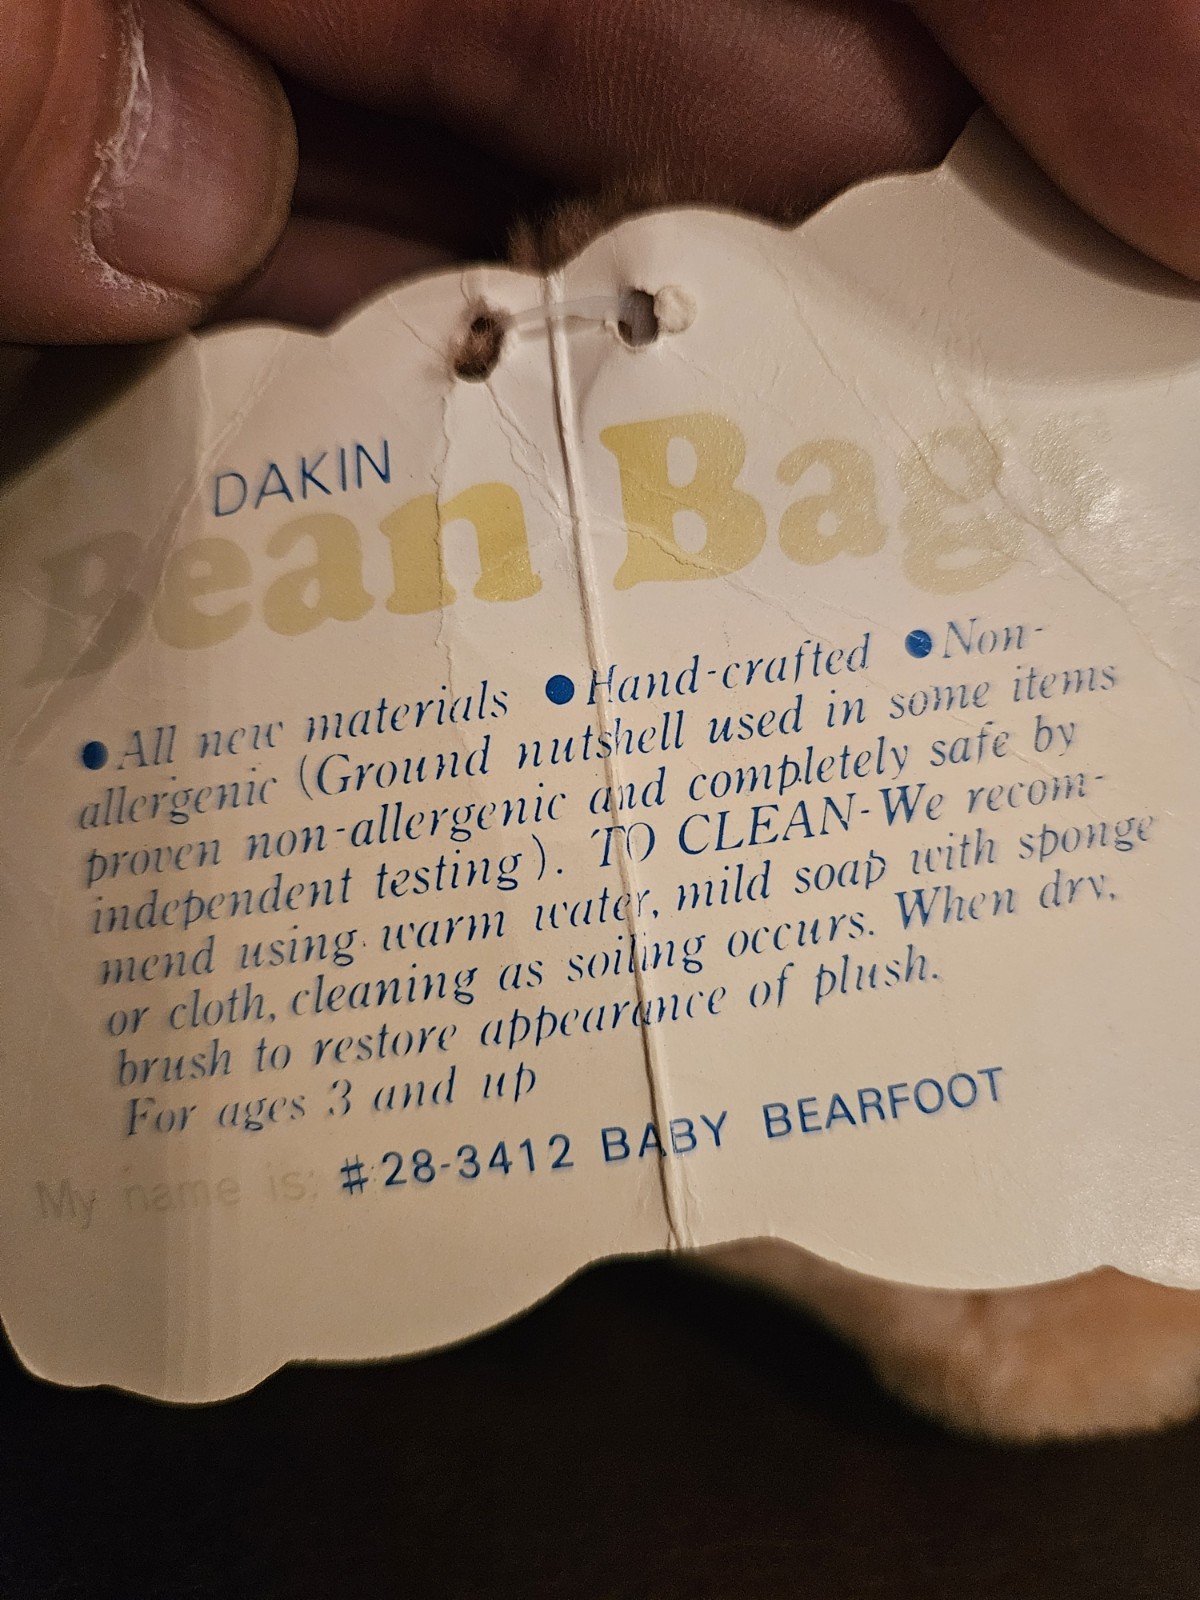 DAKIN
Bean Bags
●All new materials ●Hand-crafted ●Non-
allergenic (Ground nutshell used in some items
proven non-allergenic and completely safe by
independent testing). TO CLEAN-We recom-
mend using warm water, mild soap with sponge
or cloth, cleaning as soiling occurs. When dry,
brush to restore appearance of plush.
For ages 3 and up
My name is: #28-3412 BABY BEARFOOT